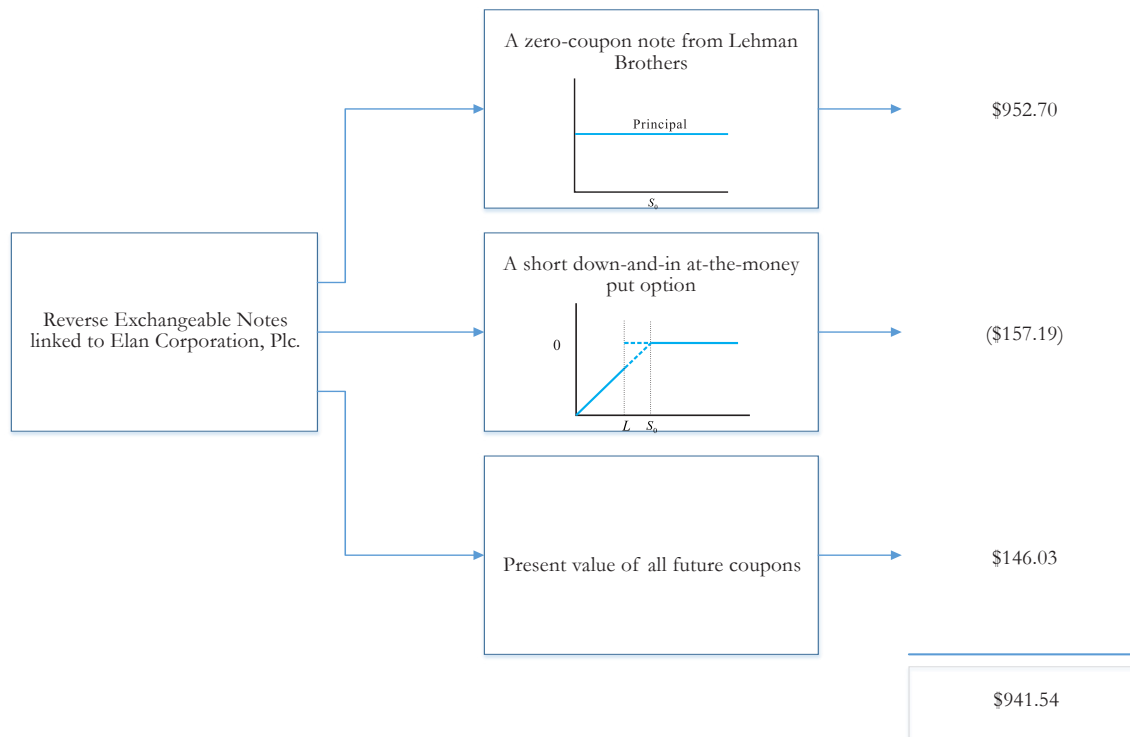 A zero-coupon note from Lehman
Brothers
Principal
S₀
$952.70
Reverse Exchangeable Notes
linked to Elan Corporation, Plc.
A short down-and-in at-the-money
put option
0
L S₀
($157.19)
Present value of all future coupons
$146.03
$941.54